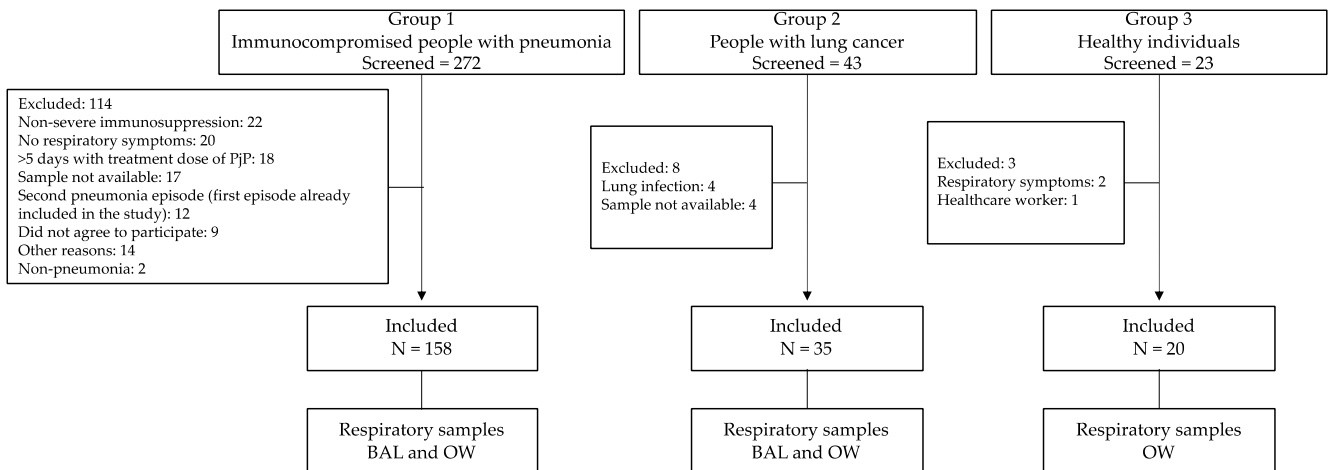 Group 1
Immunocompromised people with pneumonia
Screened = 272
Group 2
People with lung cancer
Screened = 43
Group 3
Healthy individuals
Screened = 23
Excluded: 114
Non-severe immunosuppression: 22
No respiratory symptoms: 20
>5 days with treatment dose of PjP: 18
Sample not available: 17
Second pneumonia episode (first episode already
included in the study): 12
Did not agree to participate: 9
Other reasons: 14
Non-pneumonia: 2
Excluded: 8
Lung infection: 4
Sample not available: 4
Excluded: 3
Respiratory symptoms: 2
Healthcare worker: 1
Included
N = 158
Included
N = 35
Included
N = 20
Respiratory samples
BAL and OW
Respiratory samples
BAL and OW
Respiratory samples
OW